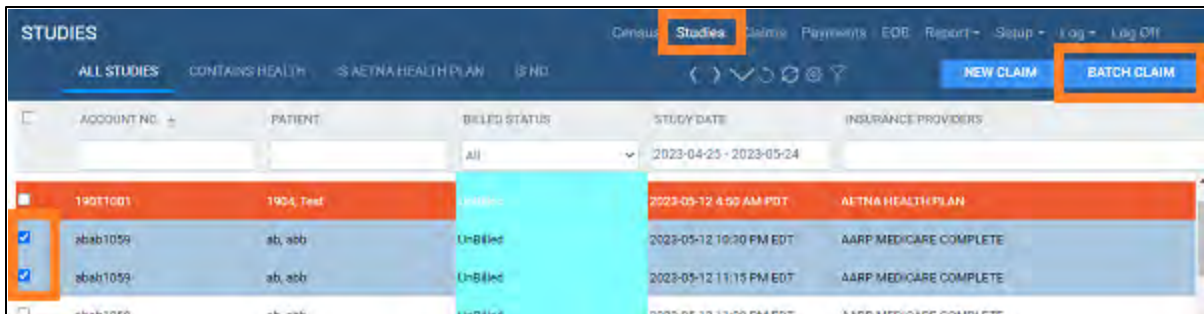 STUDIES
Census Studies Claims Payments EOB Report Setup Log Log Off
ALL STUDIES CONTAINS HEALTH IS AETNA HEALTH PLAN IS NO
NEW CLAIM BATCH CLAIM
ACCOUNT NO. PATIENT BILLED STATUS STUDY DATE INSURANCE PROVIDERS
All 2023-04-25 - 2023-05-24
1904, Test 2023-05-12 4:50 AM PDT AETNA HEALTH PLAN
abab1059 ab, abb UnBilled 2023-05-12 10:30 PM EDT AARP MEDICARE COMPLETE
abab1059 ab, abb UnBilled 2023-05-12 11:15 PM EDT AARP MEDICARE COMPLETE